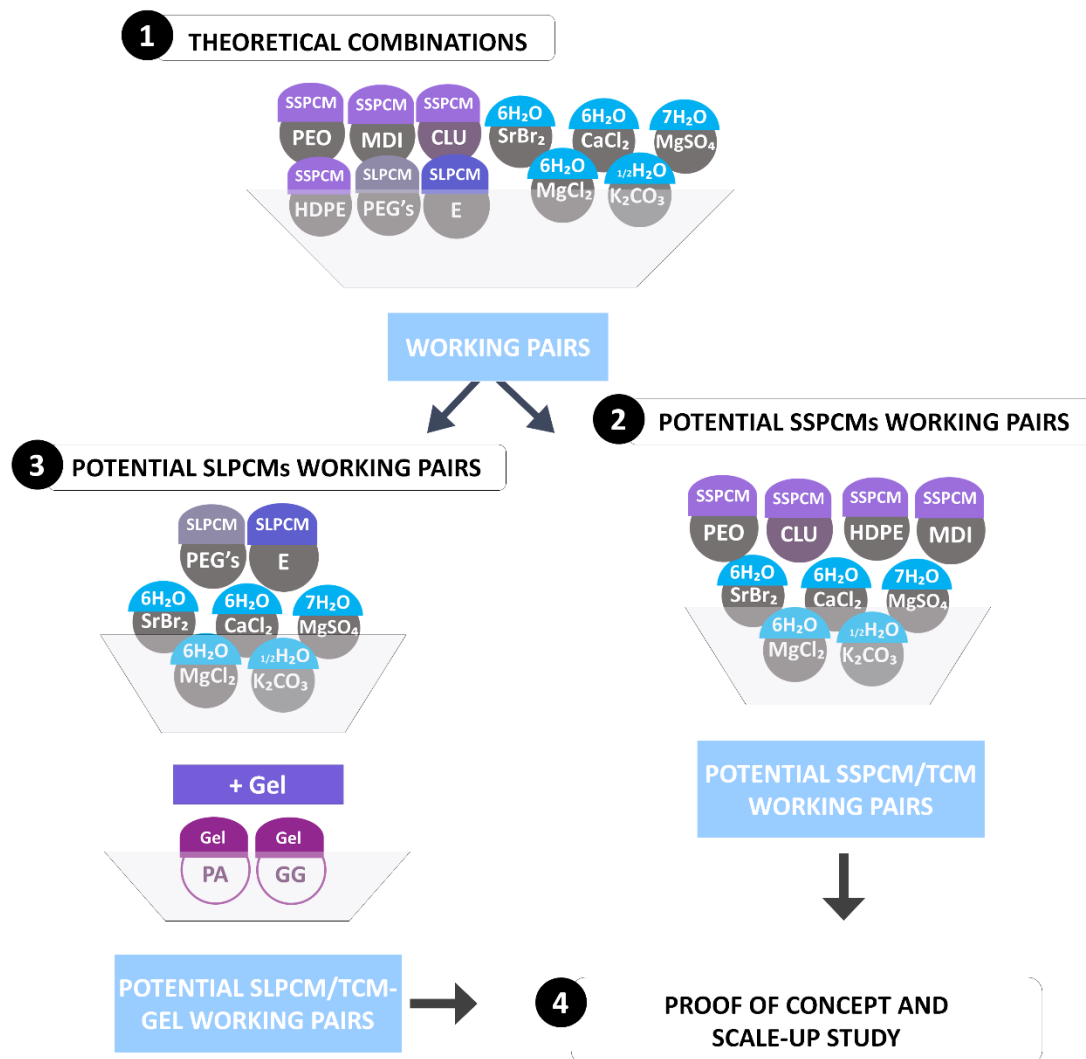 1 THEORETICAL COMBINATIONS
SSPCM SSPCM SSPCM 6H₂O 6H₂O 7H₂O
PEO MDI CLU SrBr₂ CaCl₂ MgSO₄
SSPCM SLPCM SLPCM 6H₂O 1/2H₂O
HDPE PEG's E MgCl₂ K₂CO₃
WORKING PAIRS
2 POTENTIAL SSPCMs WORKING PAIRS
SSPCM SSPCM SSPCM SSPCM
PEO CLU HDPE MDI
6H₂O 6H₂O 7H₂O
SrBr₂ CaCl₂ MgSO₄
6H₂O 1/2H₂O
MgCl₂ K₂CO₃
POTENTIAL SSPCM/TCM
WORKING PAIRS
3 POTENTIAL SLPCMs WORKING PAIRS
SLPCM SLPCM
PEG's E
6H₂O 6H₂O 7H₂O
SrBr₂ CaCl₂ MgSO₄
6H₂O 1/2H₂O
MgCl₂ K₂CO₃
+ Gel
Gel Gel
PA GG
POTENTIAL SLPCM/TCM-
GEL WORKING PAIRS
4 PROOF OF CONCEPT AND
SCALE-UP STUDY